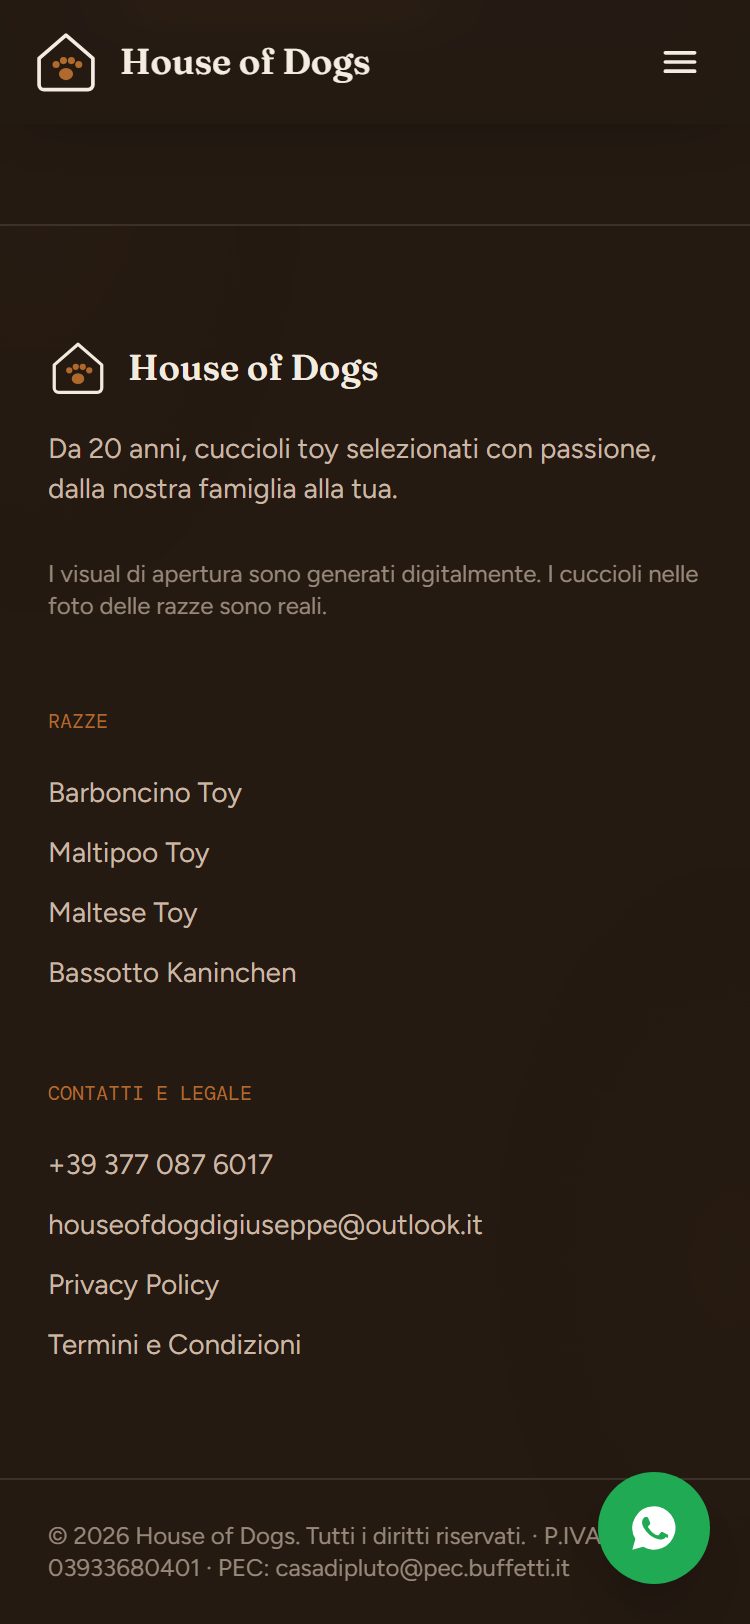 House of Dogs
House of Dogs
Da 20 anni, cuccioli toy selezionati con passione,
dalla nostra famiglia alla tua.
I visual di apertura sono generati digitalmente. I cuccioli nelle
foto delle razze sono reali.
RAZZE
Barboncino Toy
Maltipoo Toy
Maltese Toy
Bassotto Kaninchen
CONTATTI E LEGALE
+39 377 087 6017
houseofdogdigiuseppe@outlook.it
Privacy Policy
Termini e Condizioni
© 2026 House of Dogs. Tutti i diritti riservati. · P.IVA
03933680401 · PEC: casadipluto@pec.buffetti.it